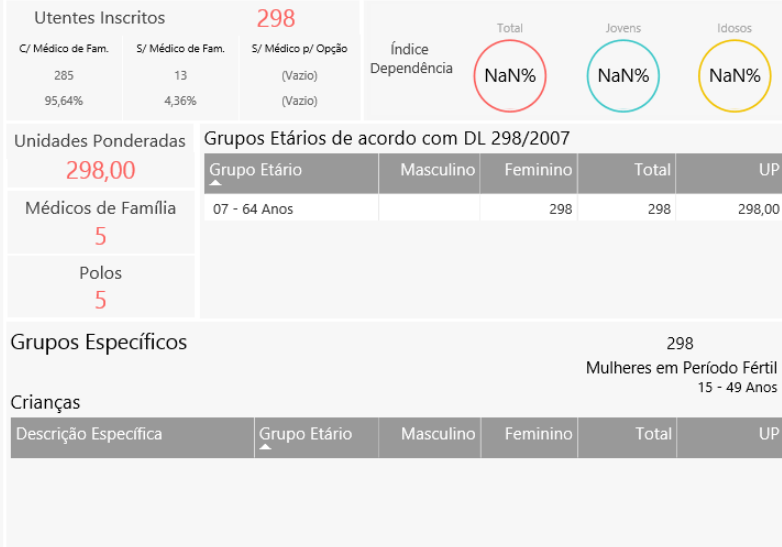 Utentes Inscritos 298
C/ Médico de Fam. S/ Médico de Fam. S/ Médico p/ Opção
285 13 (Vazio)
95,64% 4,36% (Vazio)
Índice
Dependência
Total Jovens Idosos
NaN% NaN% NaN%
Unidades Ponderadas
298,00
Médicos de Família
5
Polos
5
Grupos Etários de acordo com DL 298/2007
Grupo Etário Masculino Feminino Total UP
07 - 64 Anos 298 298 298,00
Grupos Específicos
298
Mulheres em Período Fértil
15 - 49 Anos
Crianças
Descrição Específica Grupo Etário Masculino Feminino Total UP